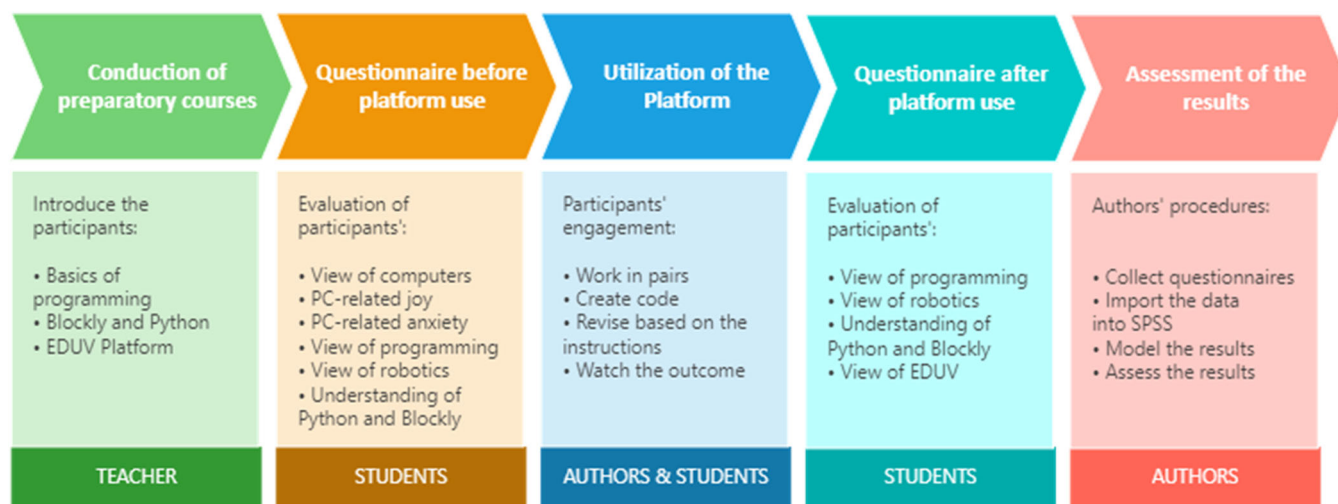 Conduction of
preparatory courses
Questionnaire before
platform use
Utilization of the
Platform
Questionnaire after
platform use
Assessment of the
results
Introduce the
participants:
• Basics of
programming
• Blockly and Python
• EDUV Platform
Evaluation of
participants':
• View of computers
• PC-related joy
• PC-related anxiety
• View of programming
• View of robotics
• Understanding of
Python and Blockly
Participants'
engagement:
• Work in pairs
• Create code
• Revise based on the
instructions
• Watch the outcome
Evaluation of
participants':
• View of programming
• View of robotics
• Understanding of
Python and Blockly
• View of EDUV
Authors' procedures:
• Collect questionnaires
• Import the data
into SPSS
• Model the results
• Assess the results
TEACHER
STUDENTS
AUTHORS & STUDENTS
STUDENTS
AUTHORS